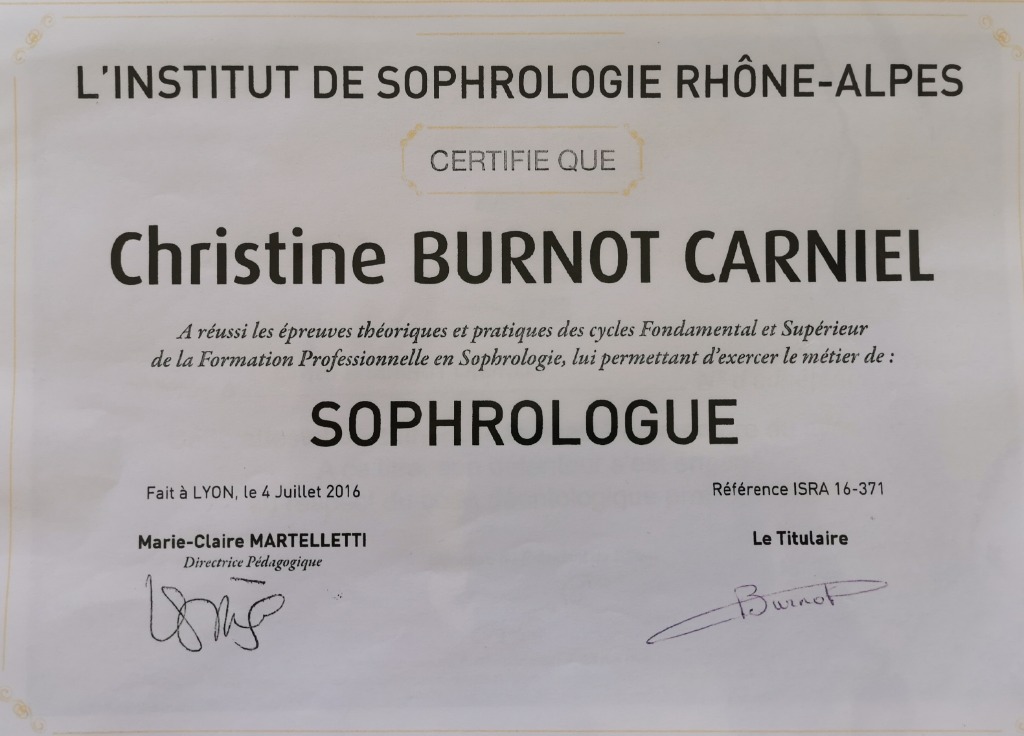 L'INSTITUT DE SOPHROLOGIE RHÔNE-ALPES
CERTIFIE QUE
Christine BURNOT CARNIEL
A réussi les épreuves théoriques et pratiques des cycles Fondamental et Supérieur
de la Formation Professionnelle en Sophrologie, lui permettant d'exercer le métier de :
SOPHROLOGUE
Fait à LYON, le 4 Juillet 2016
Référence ISRA 16-371
Marie-Claire MARTELLETTI
Le Titulaire
Directrice Pédagogique
Burnot